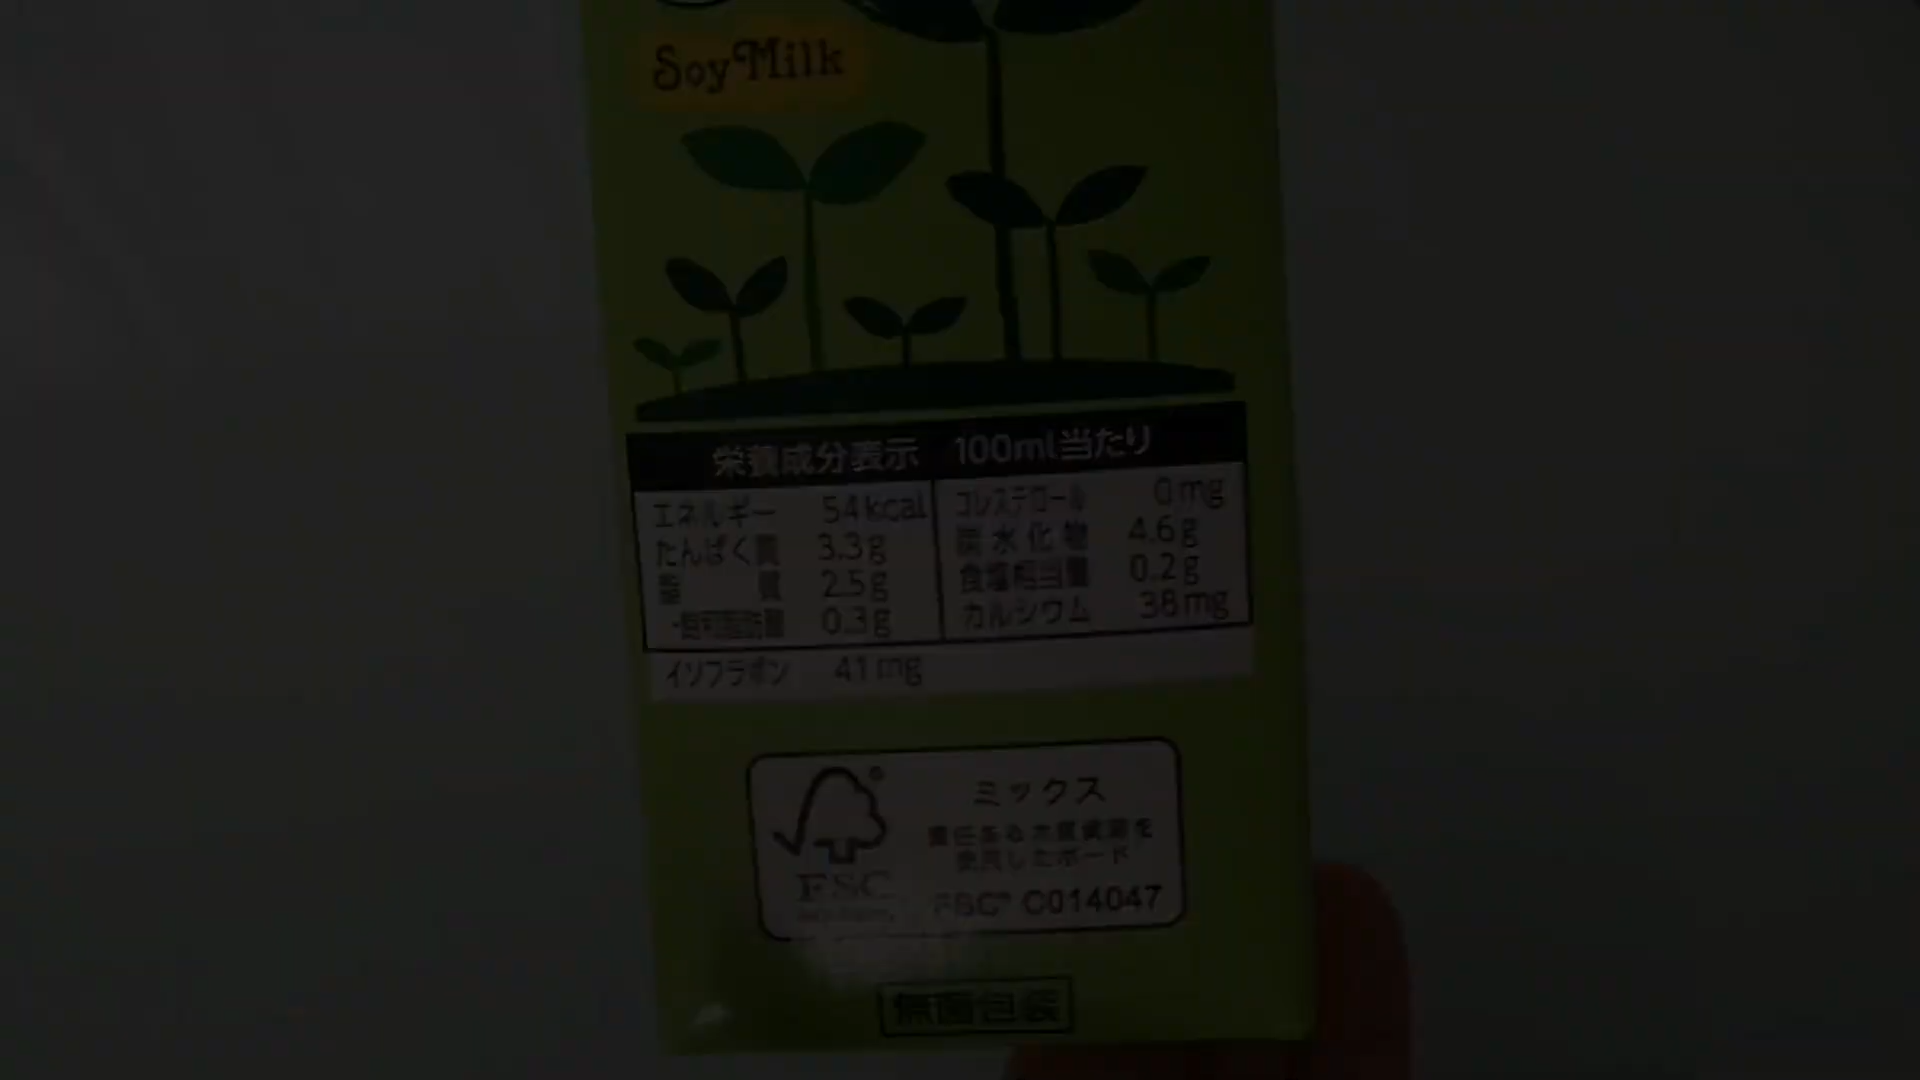 Soy Milk
栄養成分表示 100ml当たり
エネルギー 54kcal
たんぱく質 3.3g
脂質 2.5g
-飽和脂肪酸 0.3g
コレステロール 0mg
炭水化物 4.6g
食塩相当量 0.2g
カルシウム 38mg
イソフラボン 41mg
FSC
ミックス
責任ある木質資源を
使用したボード
FSC® C014047
無菌包装